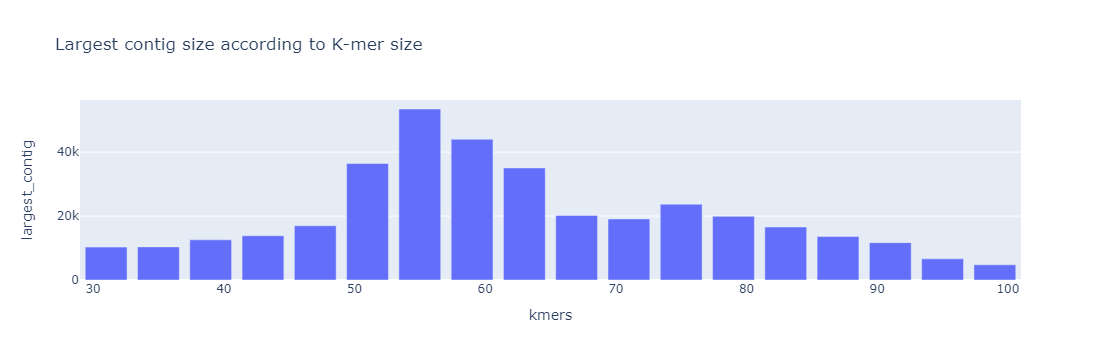 Largest contig size according to K-mer size
largest_contig
40k
20k
0
30 40 50 60 70 80 90 100
kmers